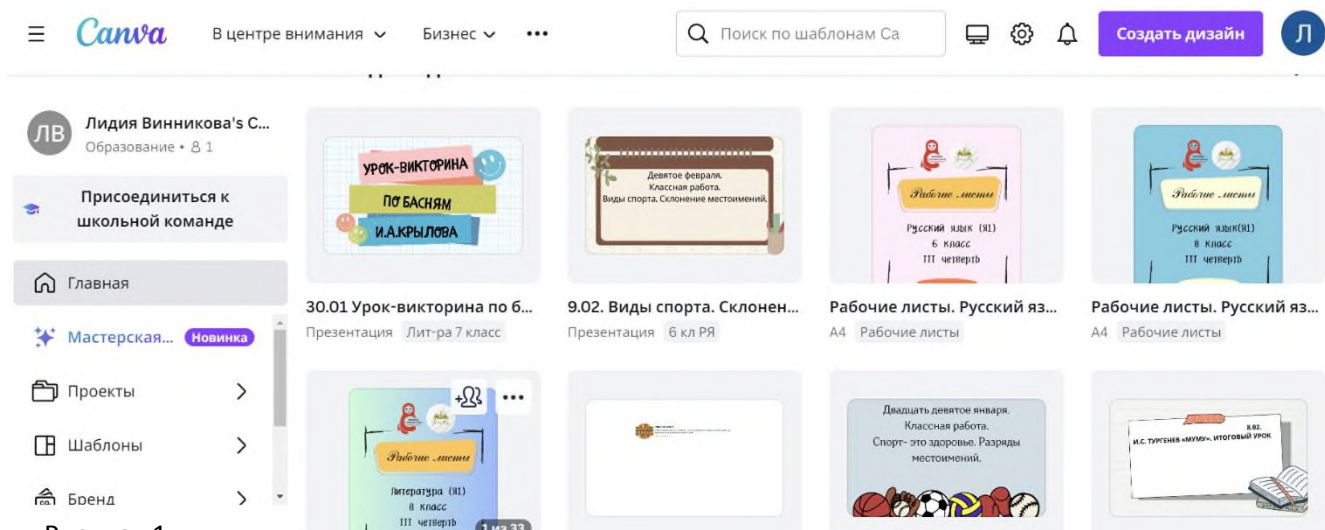 Canva
В центре внимания
Бизнес
Поиск по шаблонам Ca
Создать дизайн
Л
ЛВ
Лидия Винникова's C...
Образование • 1
Присоединиться к
школьной команде
Главная
Мастерская...
Новинка
Проекты
Шаблоны
Бренд
УРОК-ВИКТОРИНА
ПО БАСНЯМ
И.А.КРЫЛОВА
30.01 Урок-викторина по б...
Презентация Лит-ра 7 класс
Девятое февраля.
Классная работа.
Виды спорта. Склонение местоимений.
9.02. Виды спорта. Склонен...
Презентация 6 кл РЯ
Рабочие листы
Русский язык (Я1)
6 класс
III четверть
Рабочие листы. Русский яз...
A4 Рабочие листы
Рабочие листы
Русский язык(Я1)
8 класс
III четверть
Рабочие листы. Русский яз...
A4 Рабочие листы
Рабочие листы
Литература (Я1)
8 класс
III четверть
1 из 33
Двадцать девятое января.
Классная работа.
Спорт- это здоровье. Разряды
местоимений.
8.02.
И.С. ТУРГЕНЕВ «МУМУ». ИТОГОВЫЙ УРОК